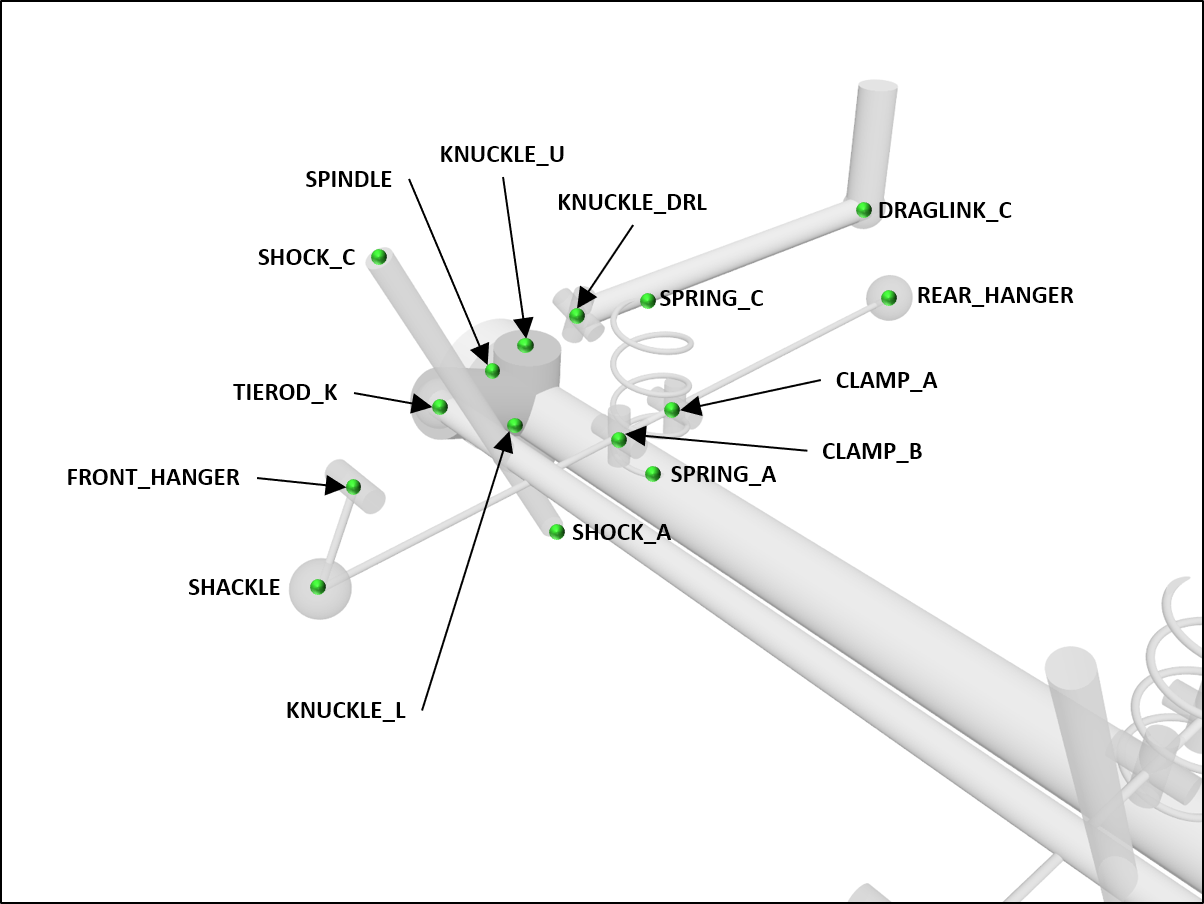 KNUCKLE_U
SPINDLE
KNUCKLE_DRL
DRAGLINK_C
SHOCK_C
SPRING_C
REAR_HANGER
TIEROD_K
CLAMP_A
CLAMP_B
FRONT_HANGER
SPRING_A
SHOCK_A
SHACKLE
KNUCKLE_L